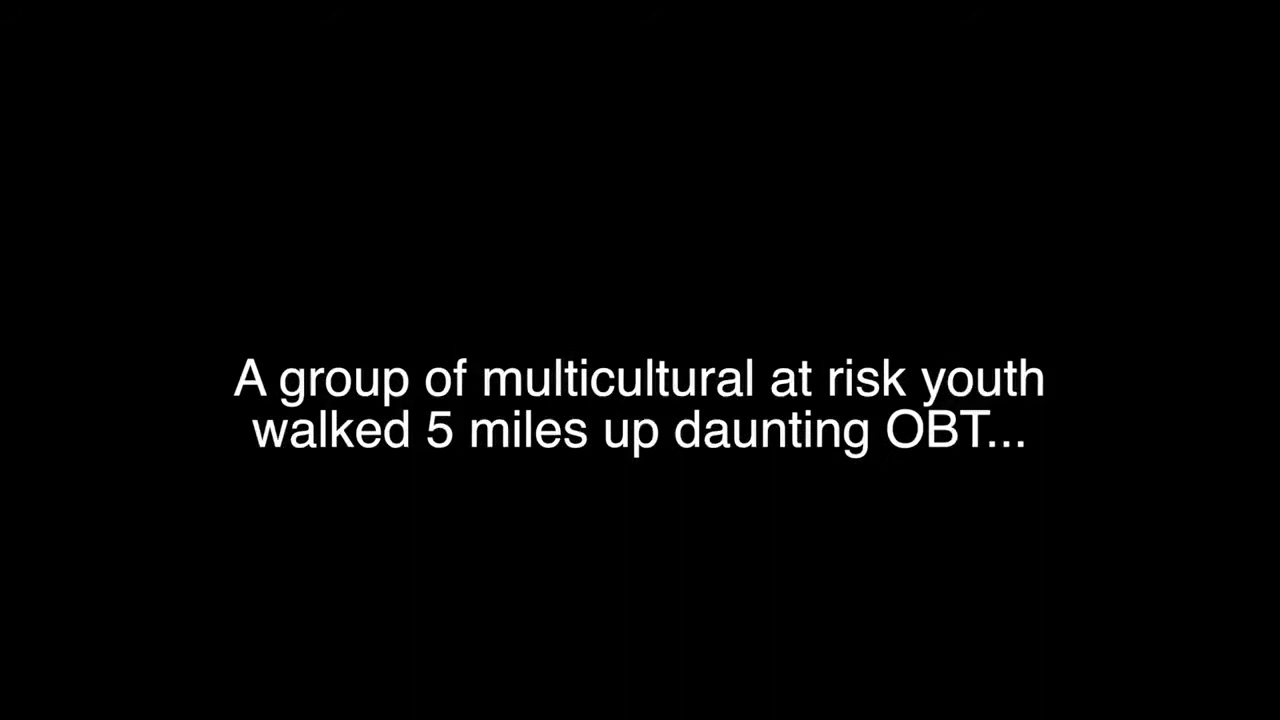 A group of multicultural at risk youth
walked 5 miles up daunting OBT...